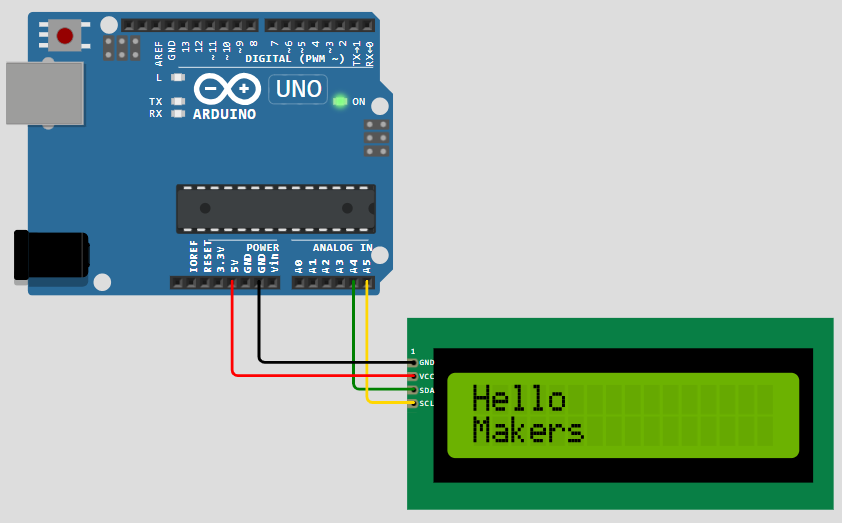 AREF
GND
13
12
~11
~10
~9
8
7
~6
~5
4
~3
2
TX→1
RX←0
DIGITAL (PWM ~)
L
TX
RX
UNO
ON
ARDUINO
IOREF
RESET
3.3V
5V
GND
GND
Vin
POWER
ANALOG IN
A0
A1
A2
A3
A4
A5
1
GND
VCC
SDA
SCL
Hello
Makers